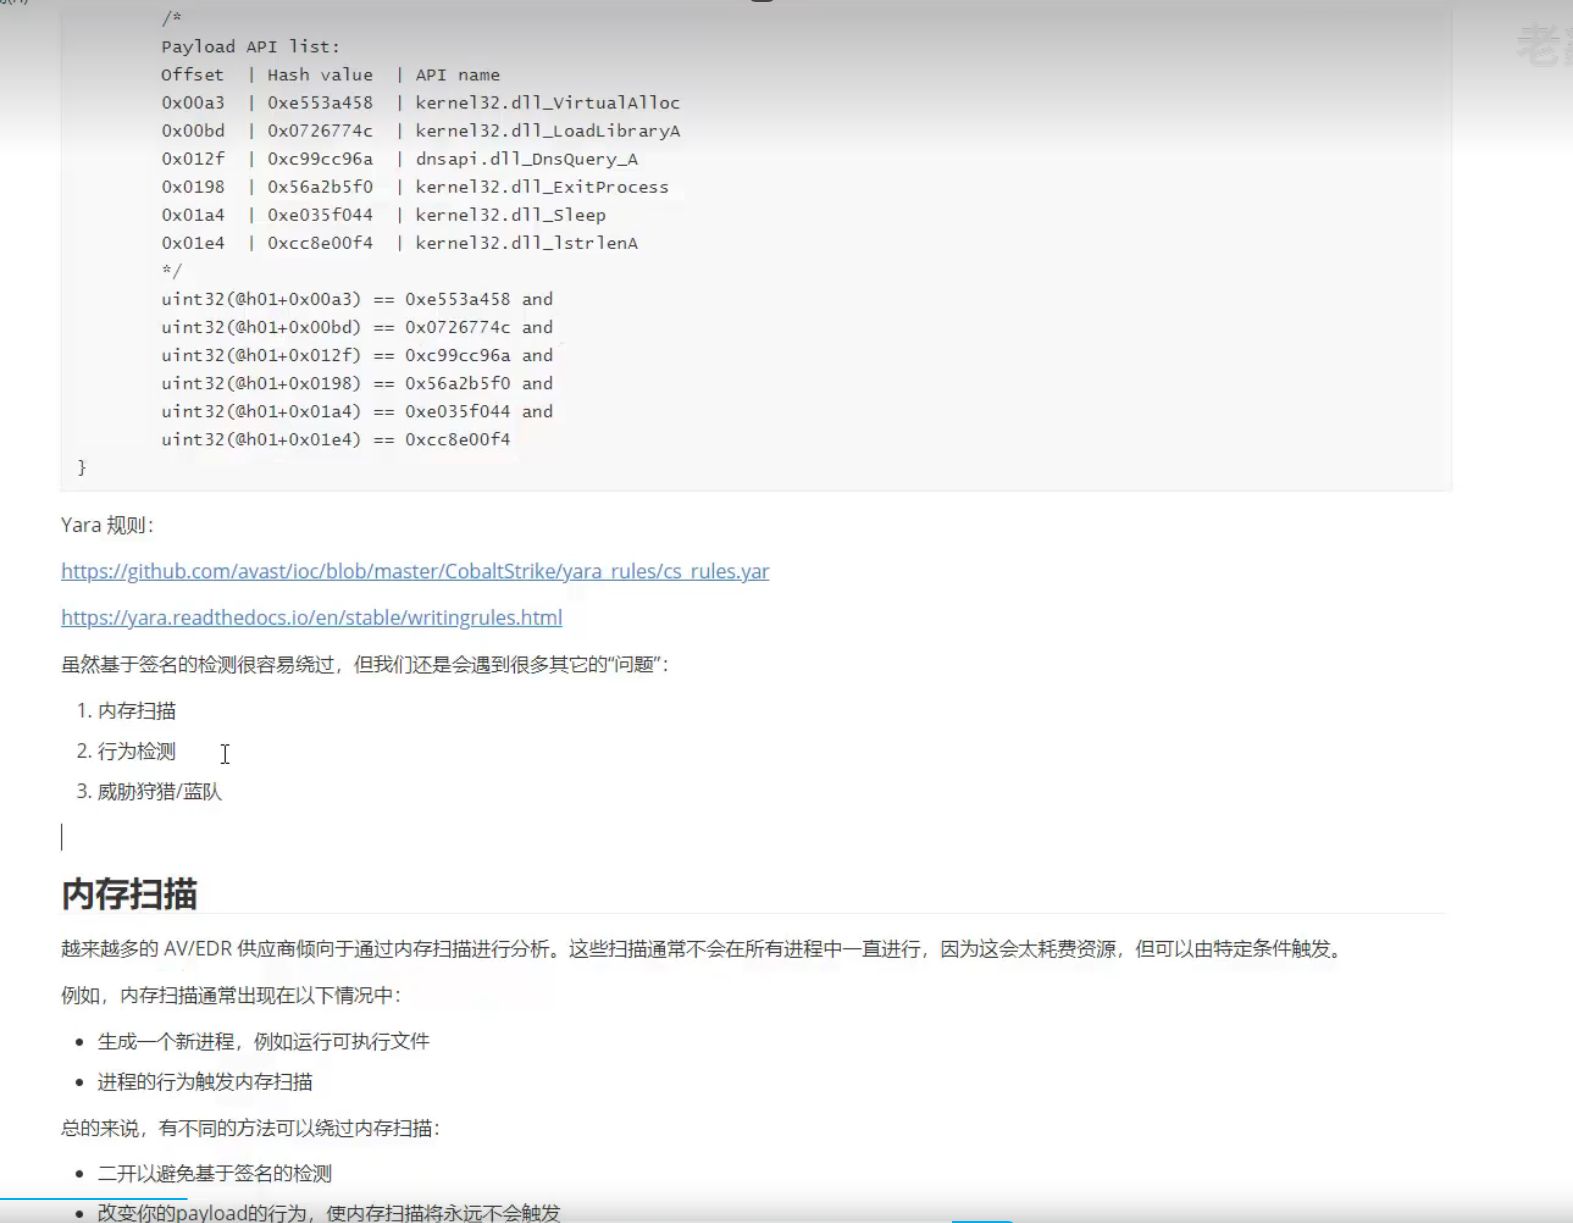 /*
Payload API list:
Offset  | Hash value  | API name
0x00a3  | 0xe553a458  | kernel32.dll_VirtualAlloc
0x00bd  | 0x0726774c  | kernel32.dll_LoadLibraryA
0x012f  | 0xc99cc96a  | dnsapi.dll_DnsQuery_A
0x0198  | 0x56a2b5f0  | kernel32.dll_ExitProcess
0x01a4  | 0xe035f044  | kernel32.dll_Sleep
0x01e4  | 0xcc8e00f4  | kernel32.dll_lstrlenA
*/
uint32(@h01+0x00a3) == 0xe553a458 and
uint32(@h01+0x00bd) == 0x0726774c and
uint32(@h01+0x012f) == 0xc99cc96a and
uint32(@h01+0x0198) == 0x56a2b5f0 and
uint32(@h01+0x01a4) == 0xe035f044 and
uint32(@h01+0x01e4) == 0xcc8e00f4
}
Yara 规则：
https://github.com/avast/ioc/blob/master/CobaltStrike/yara_rules/cs_rules.yar
https://yara.readthedocs.io/en/stable/writingrules.html
虽然基于签名的检测很容易绕过，但我们还是会遇到很多其它的“问题”：
1. 内存扫描
2. 行为检测
3. 威胁狩猎/蓝队
内存扫描
越来越多的 AV/EDR 供应商倾向于通过内存扫描进行分析。这些扫描通常不会在所有进程中一直进行，因为这会太耗费资源，但可以由特定条件触发。
例如，内存扫描通常出现在以下情况中：
• 生成一个新进程，例如运行可执行文件
• 进程的行为触发内存扫描
总的来说，有不同的方法可以绕过内存扫描：
• 二开以避免基于签名的检测
• 改变你的payload的行为，使内存扫描将永远不会触发
老